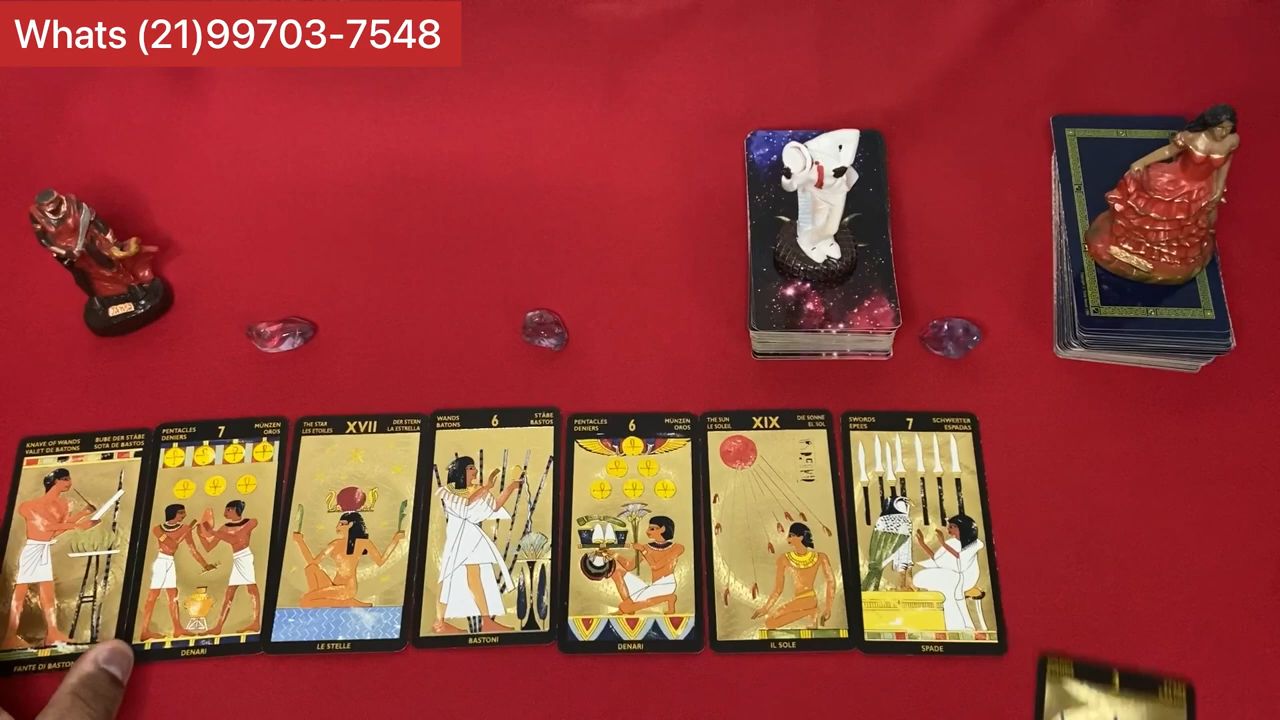 Whats (21)99703-7548
KNAVE OF WANDS
VALET DE BATONS
BUBE DER STÄBE
SOTA DE BASTOS
FANTE DI BASTONI
PENTACLES
DENIERS
7
MÜNZEN
OROS
DENARI
THE STAR
LES ETOILES
XVII
DER STERN
LA ESTRELLA
LE STELLE
WANDS
BATONS
6
STÄBE
BASTOS
BASTONI
PENTACLES
DENIERS
6
MÜNZEN
OROS
DENARI
THE SUN
LE SOLEIL
XIX
DIE SONNE
EL SOL
IL SOLE
SWORDS
EPEES
7
SCHWERTER
ESPADAS
SPADE